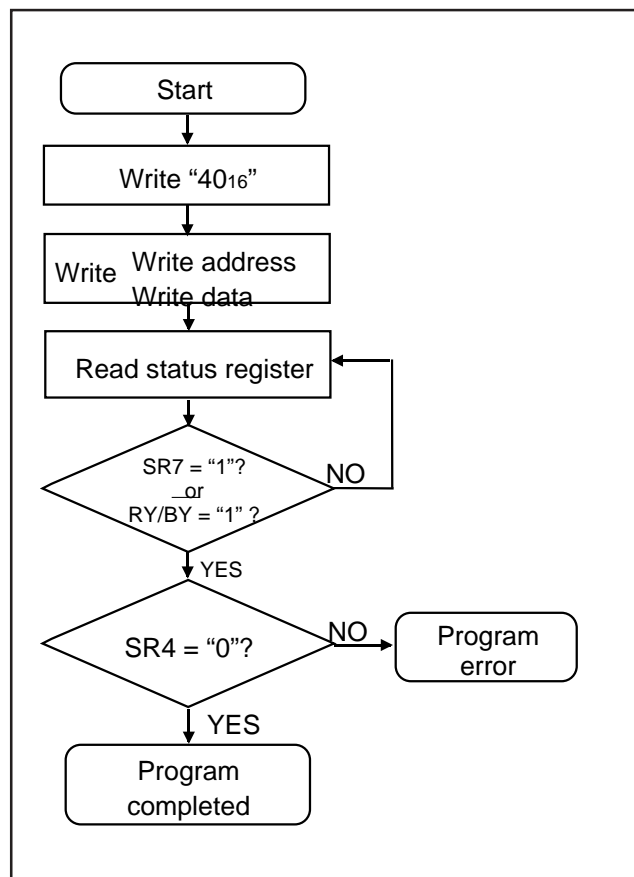 Start
Write “40₁₆”
Write Write address
Write data
Read status register
SR7 = “1”?
or
RY/BY = “1” ?
NO
YES
SR4 = “0”?
NO
Program
error
YES
Program
completed